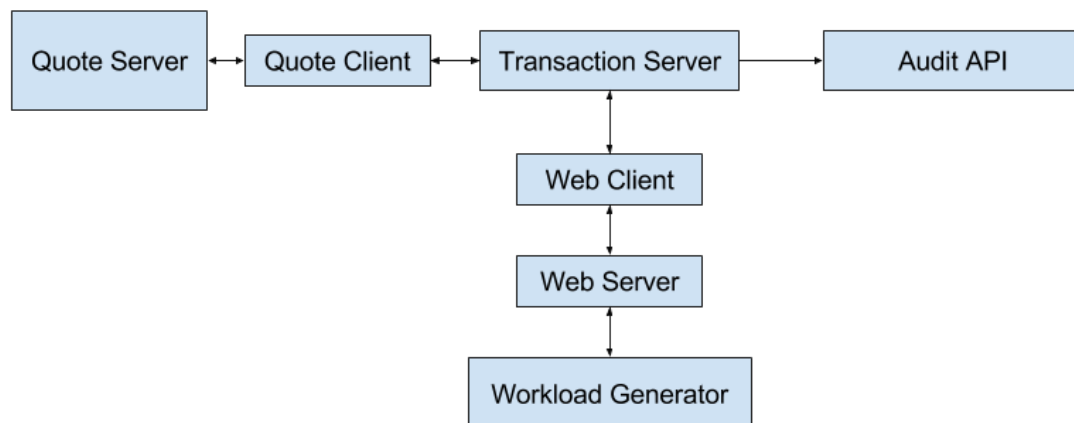 Quote Server
Quote Client
Transaction Server
Audit API
Web Client
Web Server
Workload Generator